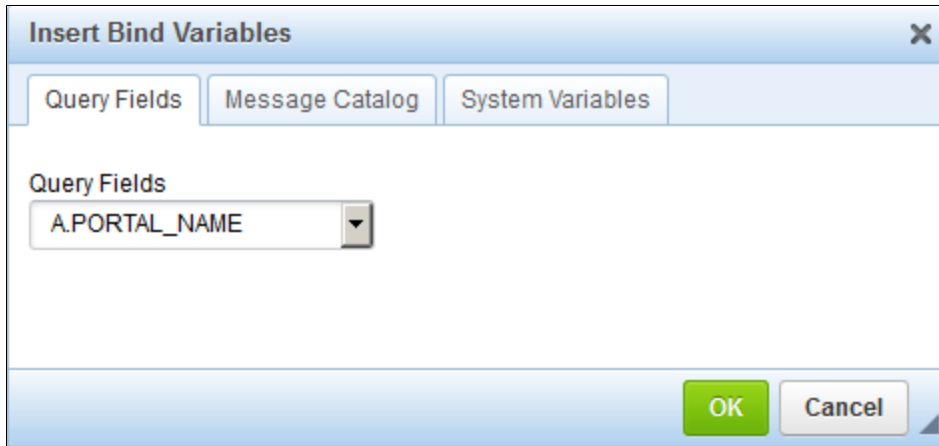 Insert Bind Variables
Query Fields Message Catalog System Variables
Query Fields
A.PORTAL_NAME
OK Cancel